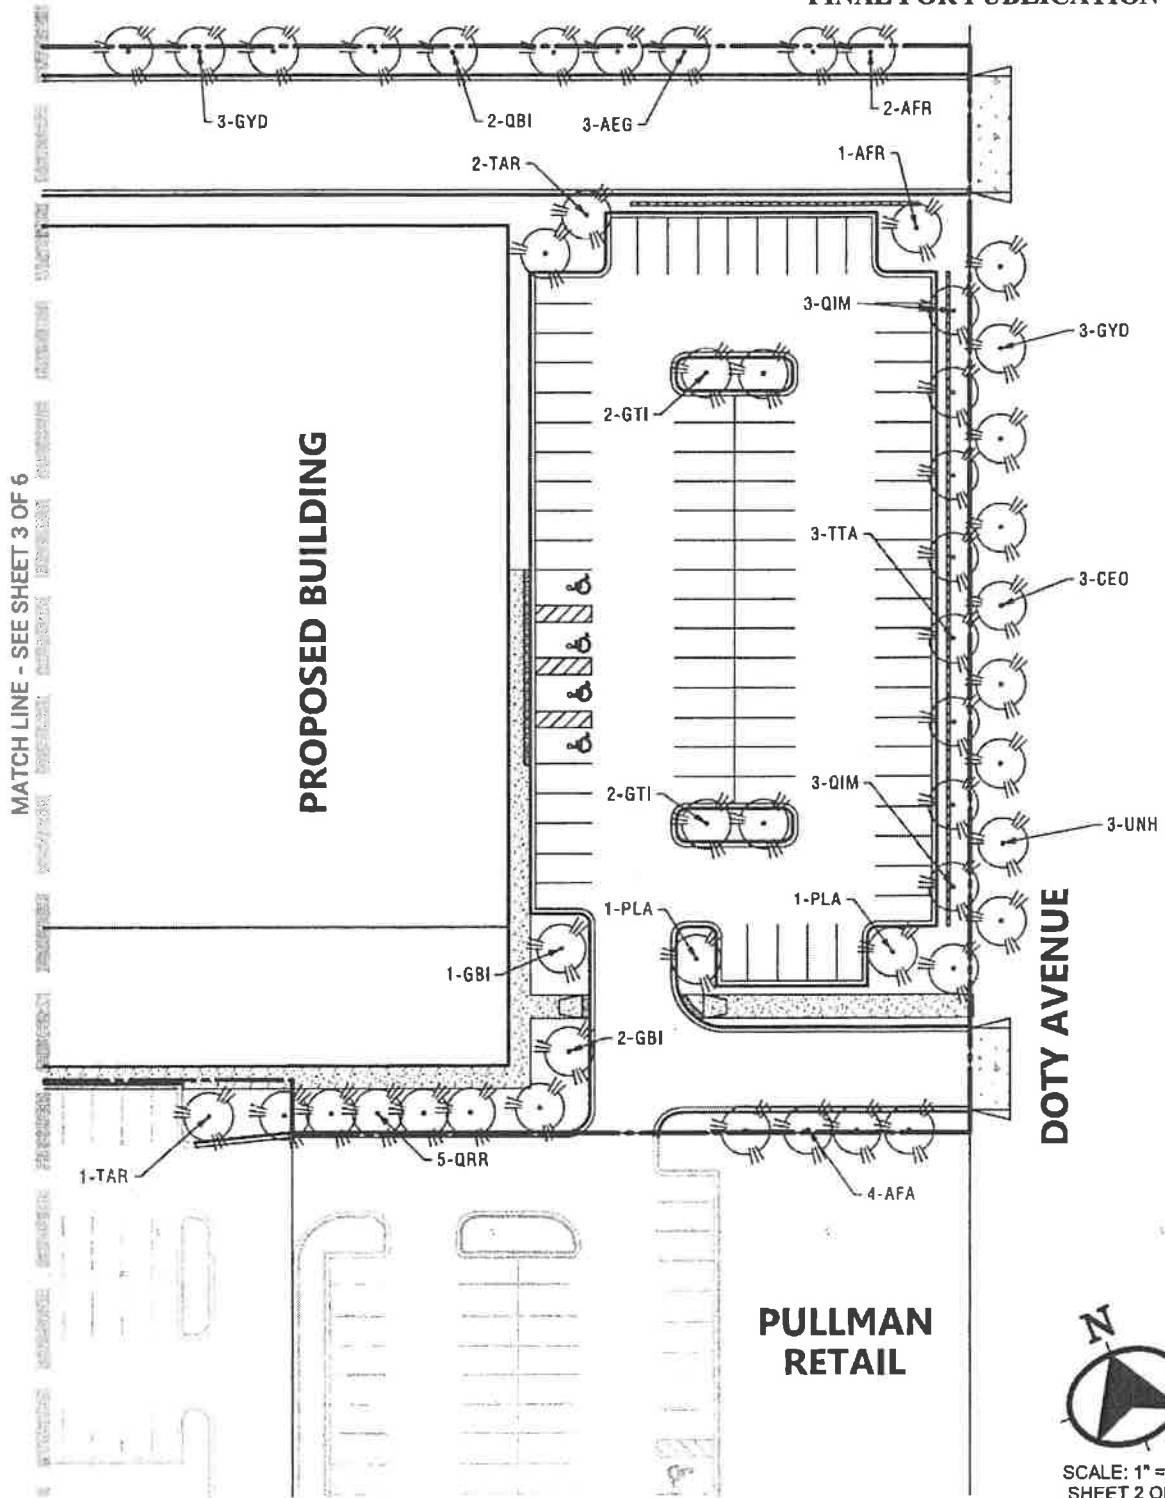 FINAL FOR PUBLICATION
3-GYD
2-QBI
3-AEG
2-AFR
2-TAR
1-AFR
3-QIM
3-GYD
2-GTI
MATCH LINE - SEE SHEET 3 OF 6
PROPOSED BUILDING
3-TTA
3-CEO
2-GTI
3-QIM
3-UNH
1-PLA
1-PLA
1-GBI
2-GBI
DOTY AVENUE
1-TAR
5-QRR
4-AFA
PULLMAN
RETAIL
N
SCALE: 1" =
SHEET 2